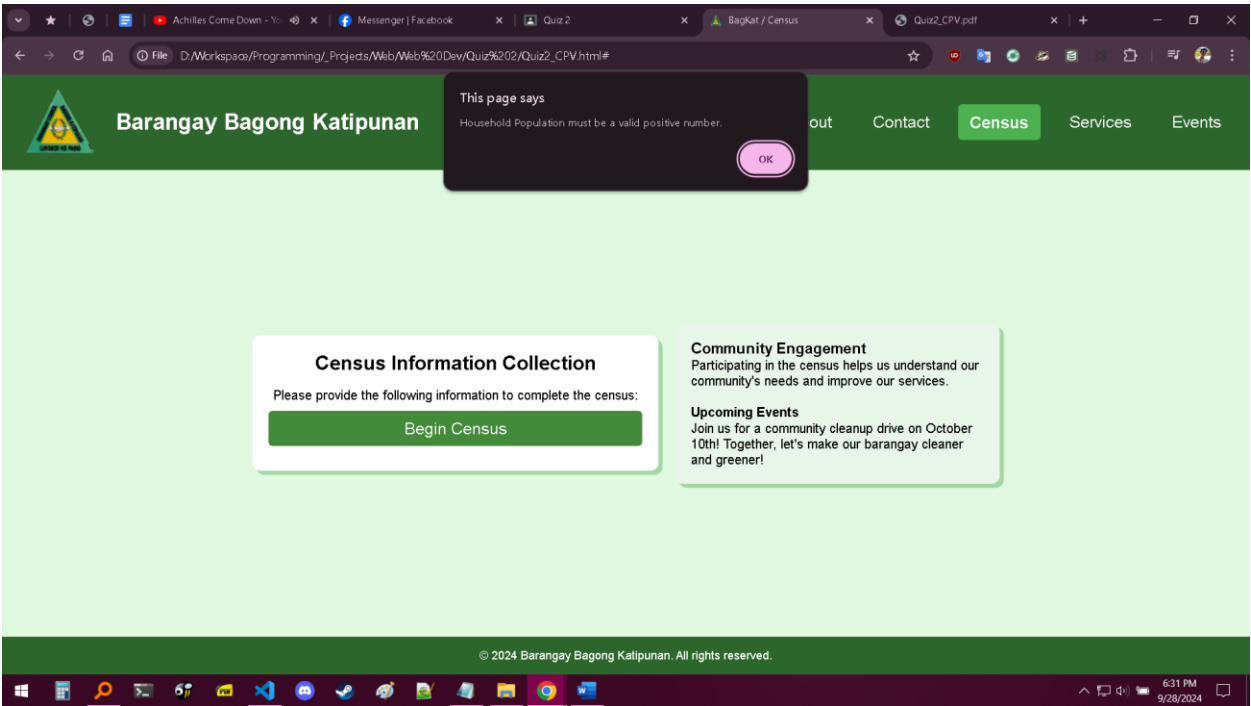 Achilles Come Down - Yo
Messenger | Facebook
Quiz 2
BagKat / Census
Quiz2_CPV.pdf
File
D:/Workspace/Programming/_Projects/Web/Web%20Dev/Quiz%202/Quiz2_CPV.html#
This page says
Household Population must be a valid positive number.
OK
Barangay Bagong Katipunan
out
Contact
Census
Services
Events
Census Information Collection
Please provide the following information to complete the census:
Begin Census
Community Engagement
Participating in the census helps us understand our
community's needs and improve our services.
Upcoming Events
Join us for a community cleanup drive on October
10th! Together, let's make our barangay cleaner
and greener!
© 2024 Barangay Bagong Katipunan. All rights reserved.
6:31 PM
9/28/2024